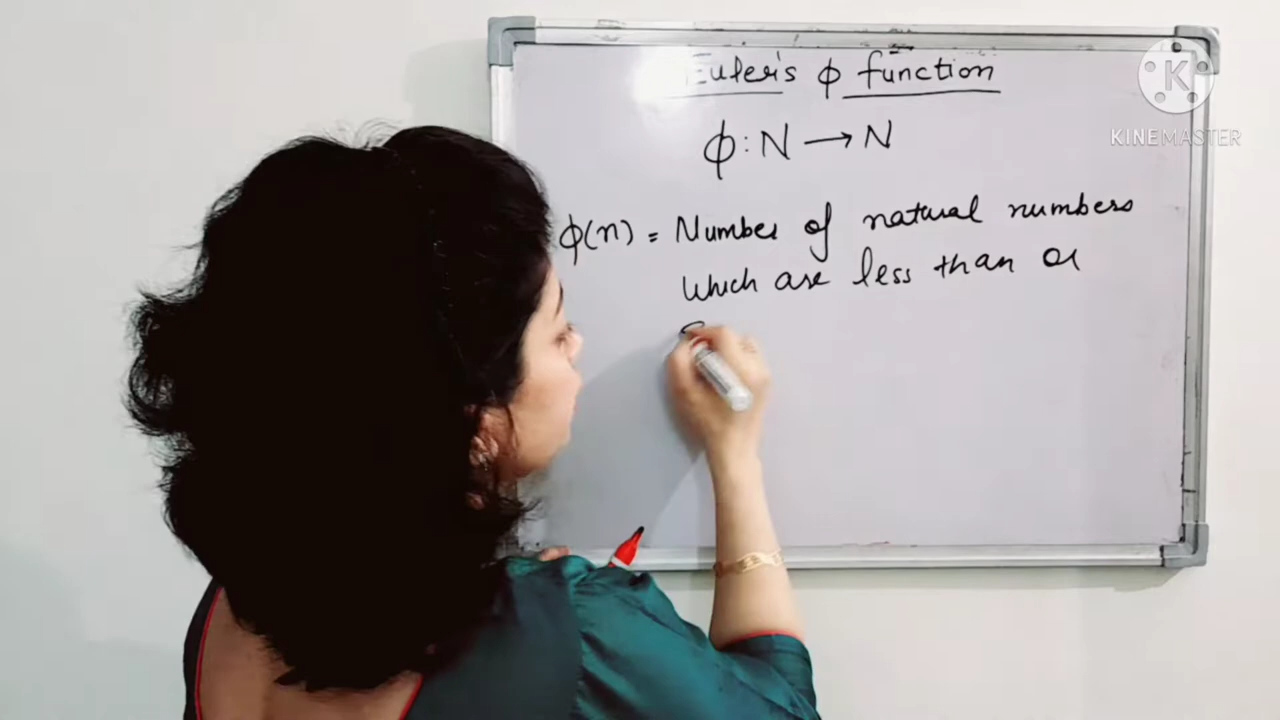 Euler's φ function
φ : N → N
φ(n) = Number of natural numbers
which are less than or
K
KINEMASTER